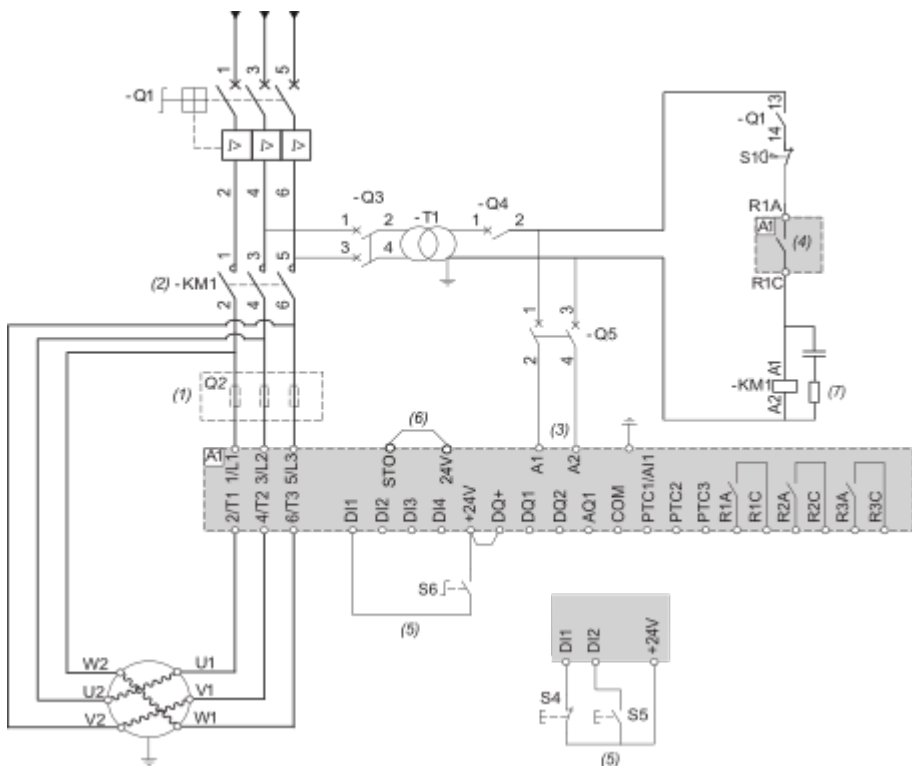 1 3 5
-Q1
I> I> I>
2 4 6
-Q3
1 2
3 4
-T1
-Q4
1 2
13
-Q1
14
S1
R1A
A1 (4)
R1C
1 3 5
(2) -KM1
2 4 6
1 3
-Q5
2 4
A1
-KM1 (7)
A2
(1) Q2
(6) (3)
A1 1/L1 3/L2 5/L3 STO 24V A1 A2
2/T1 4/T2 6/T3 DI1 DI2 DI3 DI4 +24V DQ+ DQ1 DQ2 AQ1 COM PTC1/AI1 PTC2 PTC3 R1A R1C R2A R2C R3A R3C
S6
(5)
DI1 DI2 +24V
S4 S5
(5)
W2 U1
U2 V1
V2 W1